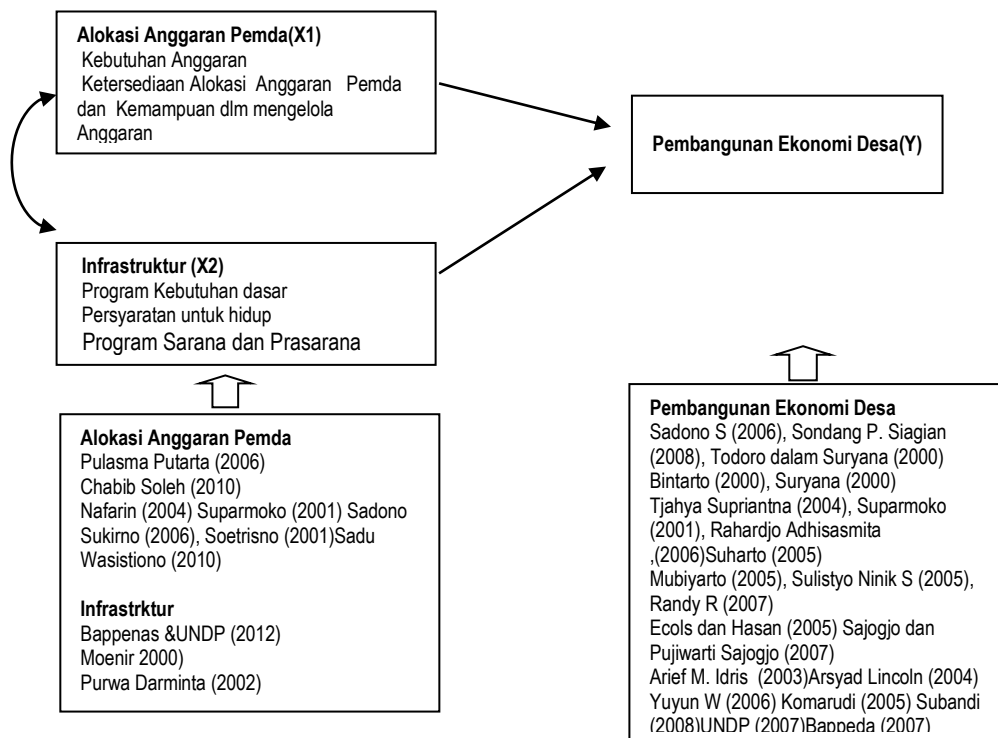 Alokasi Anggaran Pemda(X1)
Kebutuhan Anggaran
Ketersediaan Alokasi Anggaran Pemda
dan Kemampuan dlm mengelola
Anggaran
Pembangunan Ekonomi Desa(Y)
Infrastruktur (X2)
Program Kebutuhan dasar
Persyaratan untuk hidup
Program Sarana dan Prasarana
Alokasi Anggaran Pemda
Pulasma Putarta (2006)
Chabib Soleh (2010)
Nafarin (2004) Suparmoko (2001) Sadono
Sukirno (2006), Soetrisno (2001)Sadu
Wasistiono (2010)
Infrastrktur
Bappenas &UNDP (2012)
Moenir 2000)
Purwa Darminta (2002)
Pembangunan Ekonomi Desa
Sadono S (2006), Sondang P. Siagian
(2008), Todoro dalam Suryana (2000)
Bintarto (2000), Suryana (2000)
Tjahya Supriantna (2004), Suparmoko
(2001), Rahardjo Adhisasmita
,(2006)Suharto (2005)
Mubiyarto (2005), Sulistyo Ninik S (2005),
Randy R (2007)
Ecols dan Hasan (2005) Sajogjo dan
Pujiwarti Sajogjo (2007)
Arief M. Idris (2003)Arsyad Lincoln (2004)
Yuyun W (2006) Komarudi (2005) Subandi
(2008)UNDP (2007)Bappeda (2007)